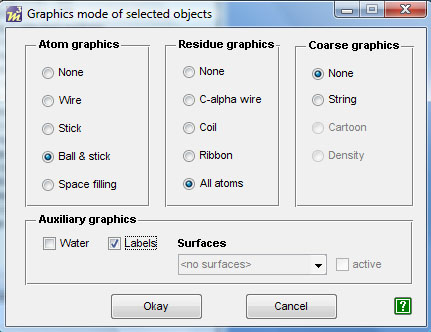 Graphics mode of selected objects
Atom graphics
None
Wire
Stick
Ball & stick
Space filling
Residue graphics
None
C-alpha wire
Coil
Ribbon
All atoms
Coarse graphics
None
String
Cartoon
Density
Auxiliary graphics
Water
Labels
Surfaces
<no surfaces>
active
Okay
Cancel
?